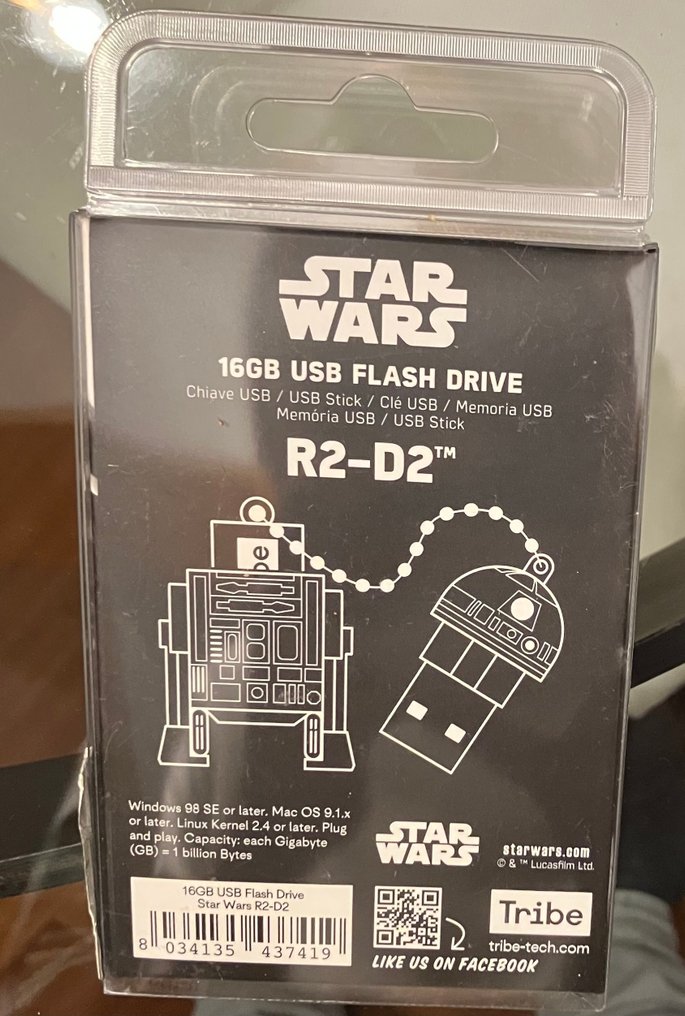 STAR
WARS
16GB USB FLASH DRIVE
Chiave USB / USB Stick / Clé USB / Memoria USB
Memória USB / USB Stick
R2-D2™
be
Windows 98 SE or later. Mac OS 9.1.x
or later. Linux Kernel 2.4 or later. Plug
and play. Capacity: each Gigabyte
(GB) = 1 billion Bytes
STAR
WARS
starwars.com
© & ™ Lucasfilm Ltd.
16GB USB Flash Drive
Star Wars R2-D2
8 034135 437419
Tribe
tribe-tech.com
LIKE US ON FACEBOOK